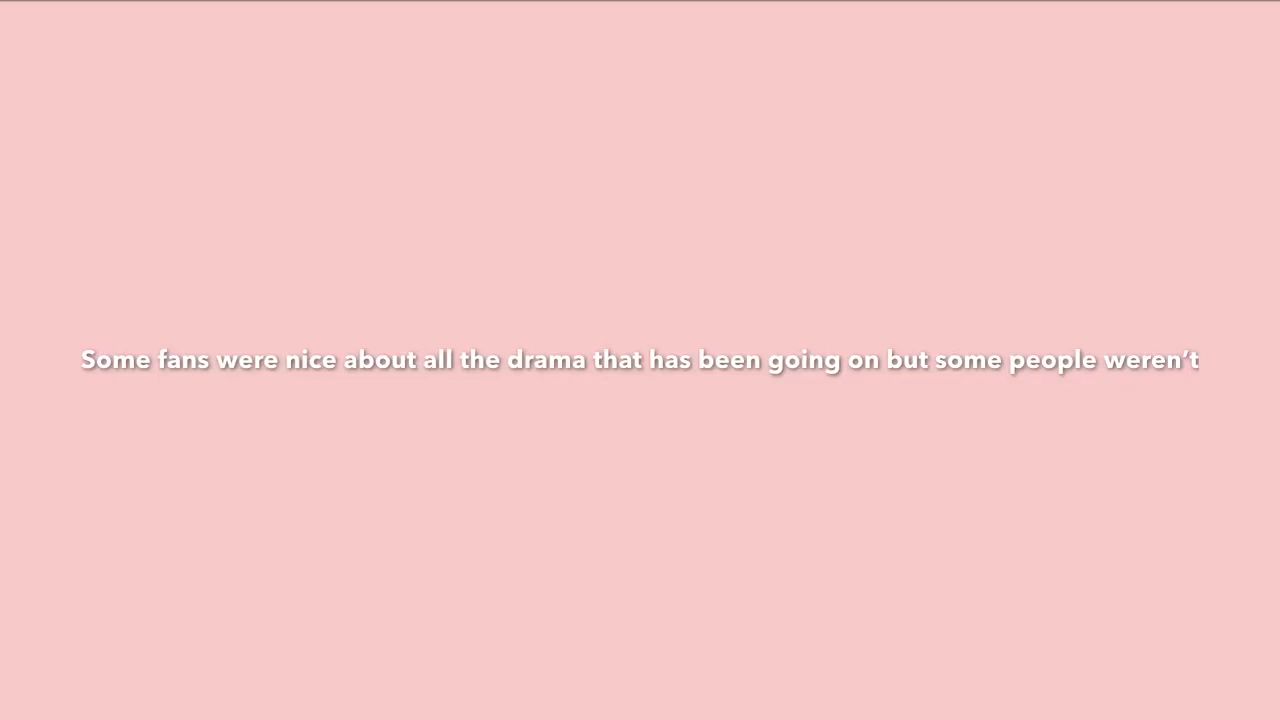 Some fans were nice about all the drama that has been going on but some people weren’t